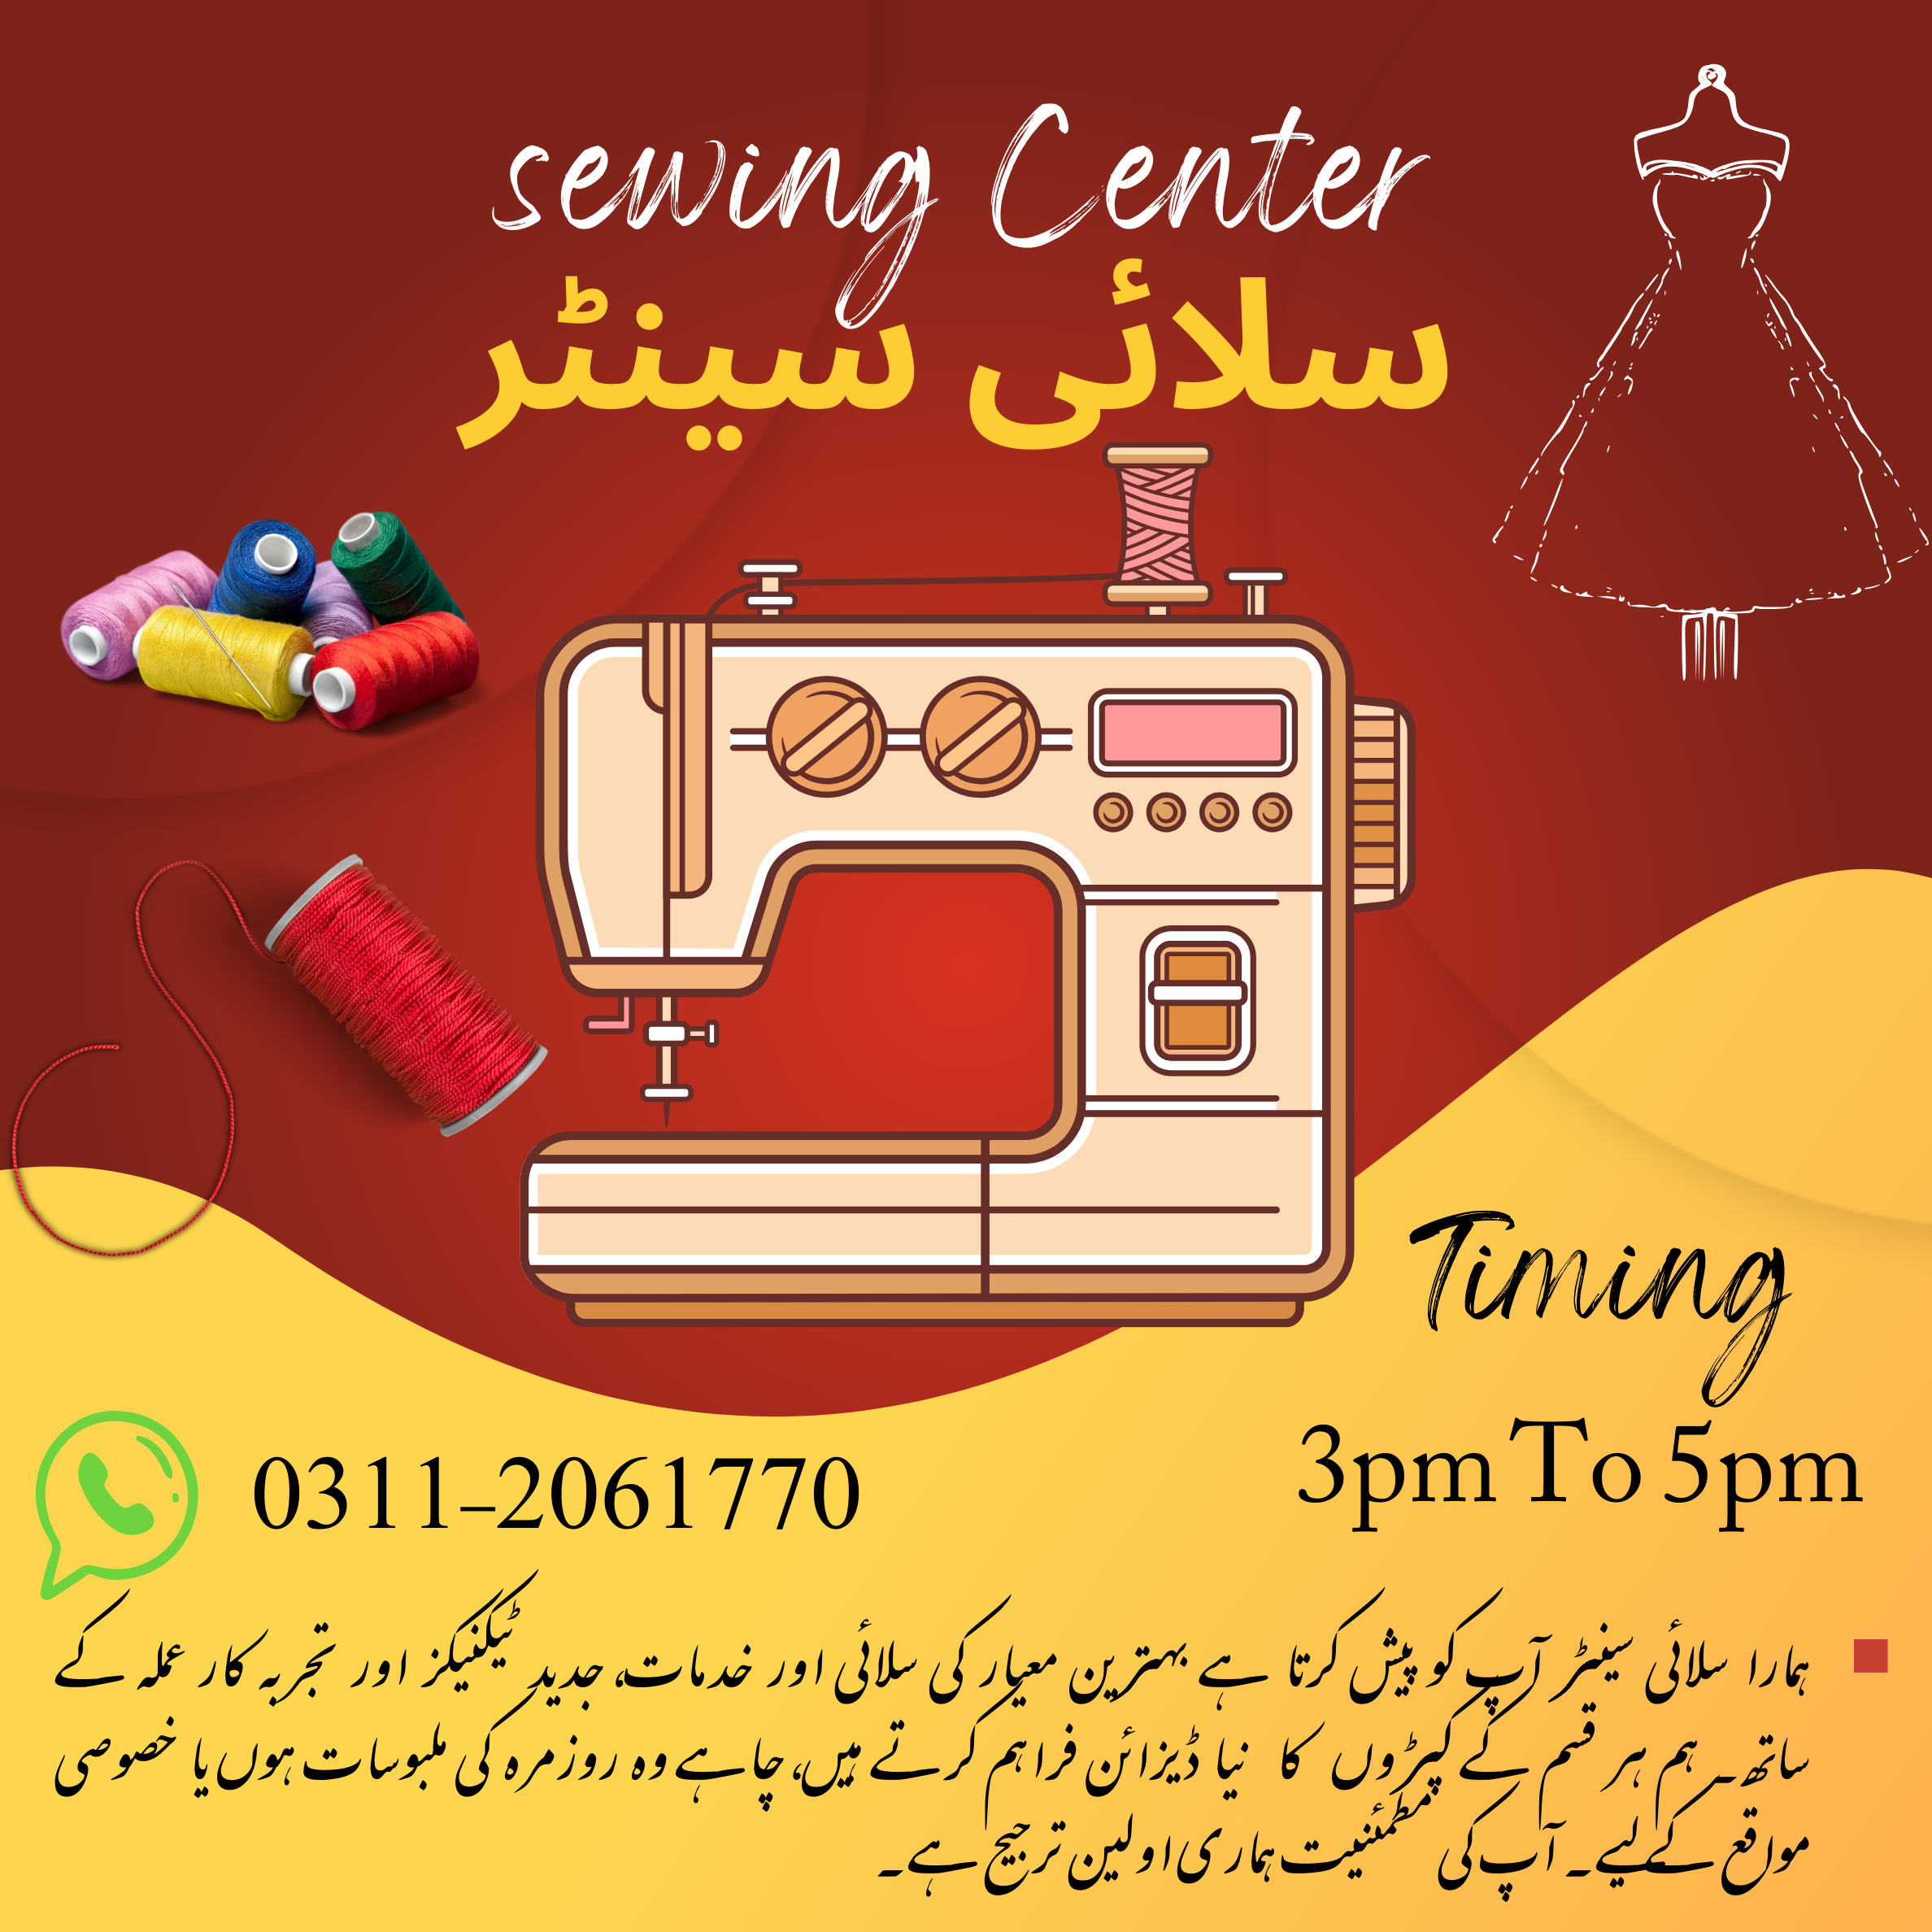 sewing Center
سلائی سینٹر
Timing
3pm To 5pm
0311-2061770
ہمارا سلائی سینٹر آپ کو پیش کرتا ہے بہترین معیار کی سلائی اور خدمات، جدید ٹیکنیکز اور تجربہ کار عملہ کے
ساتھ۔ ہم ہر قسم کے کپڑوں کا نیا ڈیزائن فراہم کرتے ہیں، چاہے وہ روزمرہ کی ملبوسات ہوں یا خصوصی
مواقع کے لیے۔ آپ کی مطمئنیت ہماری اولین ترجیح ہے۔